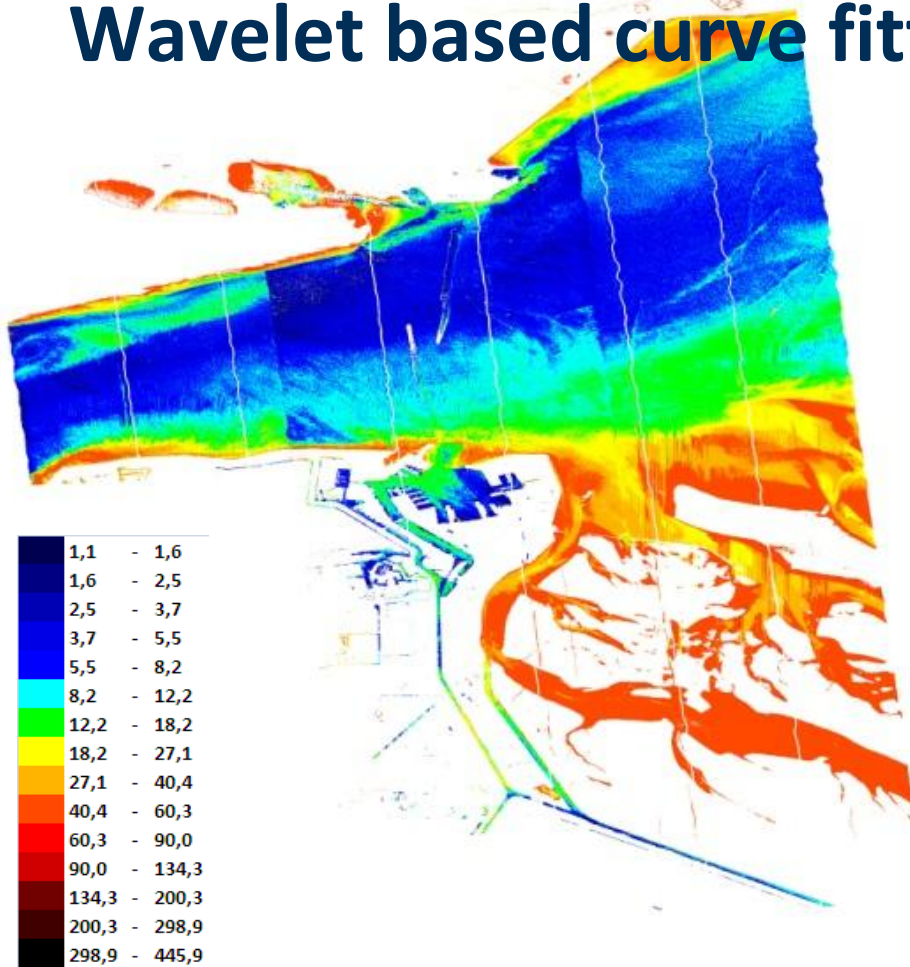 Wavelet based curve fit
1,1 - 1,6
1,6 - 2,5
2,5 - 3,7
3,7 - 5,5
5,5 - 8,2
8,2 - 12,2
12,2 - 18,2
18,2 - 27,1
27,1 - 40,4
40,4 - 60,3
60,3 - 90,0
90,0 - 134,3
134,3 - 200,3
200,3 - 298,9
298,9 - 445,9